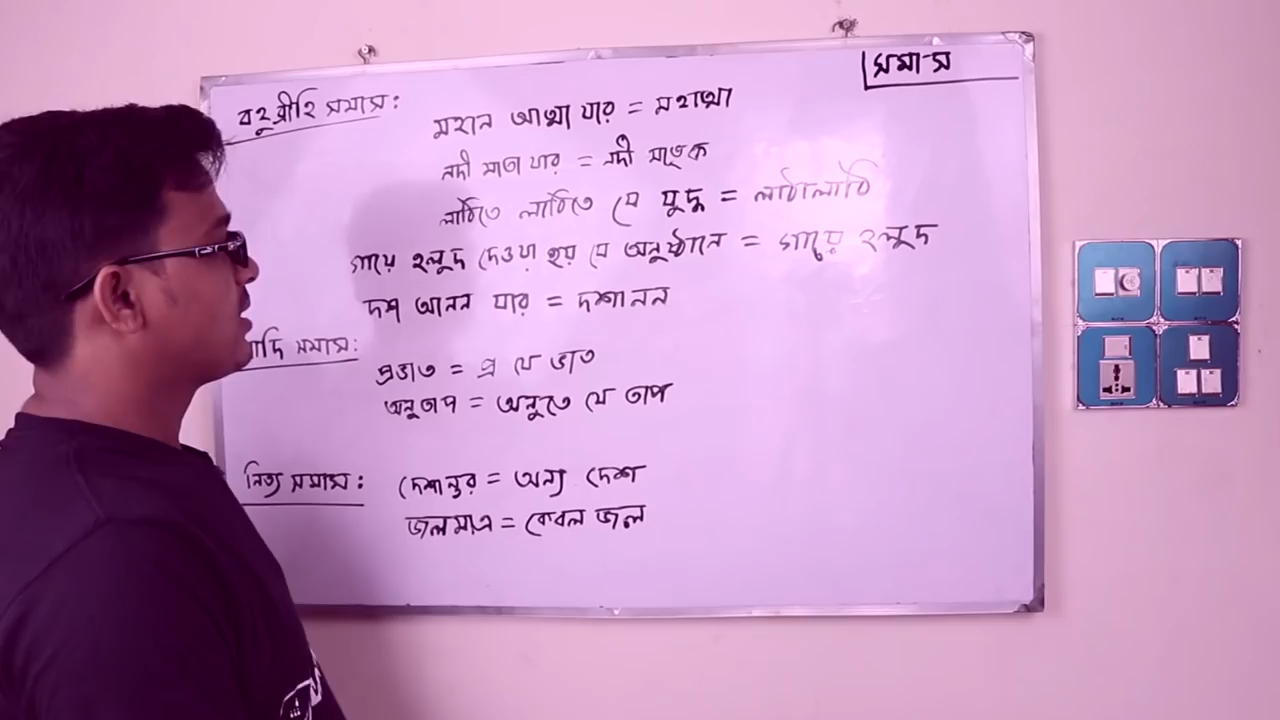 সমাস
বহুব্রীহি সমাস:
মহান আত্মা যার = মহাত্মা
নদী মাতা যার = নদী মাতৃক
লাঠিতে লাঠিতে যে যুদ্ধ = লাঠালাঠি
গায়ে হলুদ দেওয়া হয় যে অনুষ্ঠানে = গায়ে হলুদ
দশ আনন যার = দশানন
াদি সমাস:
প্রভাত = প্র যে ভাত
অনুতাপ = অনুতে যে তাপ
নিত্য সমাস:
দেশান্তর = অন্য দেশ
জলমাত্র = কেবল জল